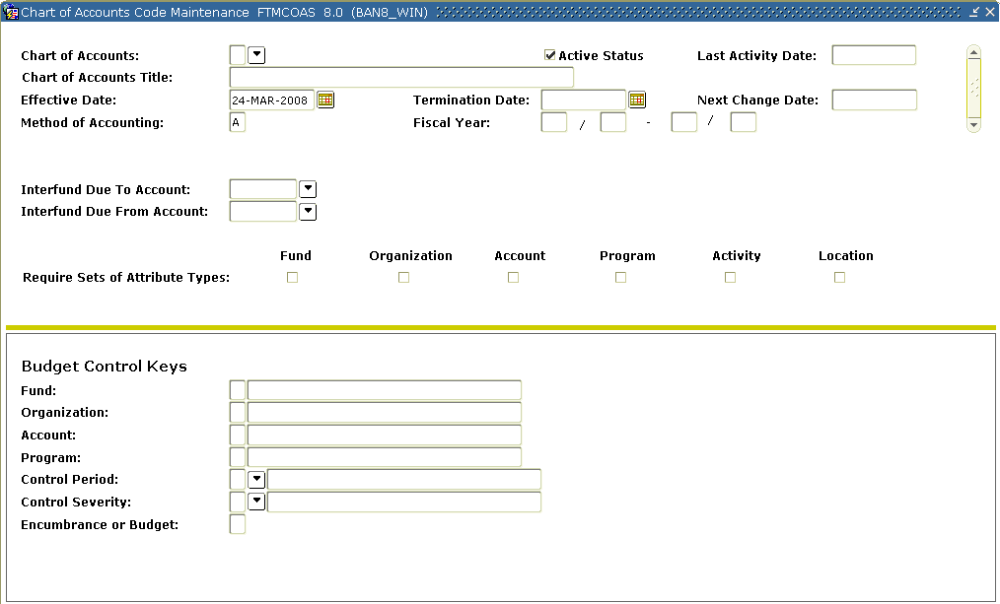 Chart of Accounts Code Maintenance FTMCOAS 8.0 (BAN8_WIN)
Chart of Accounts: Active Status Last Activity Date:
Chart of Accounts Title:
Effective Date: 24-MAR-2008 Termination Date: Next Change Date:
Method of Accounting: A Fiscal Year: / - /
Interfund Due To Account:
Interfund Due From Account:
Fund Organization Account Program Activity Location
Require Sets of Attribute Types:
Budget Control Keys
Fund:
Organization:
Account:
Program:
Control Period:
Control Severity:
Encumbrance or Budget: